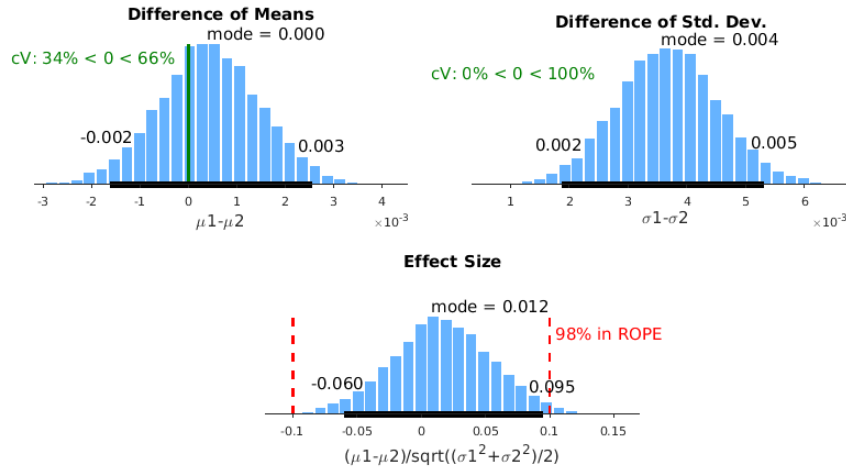 Difference of Means
mode = 0.000
cV: 34% < 0 < 66%
-0.002
0.003
-3 -2 -1 0 1 2 3 4
×10⁻³
μ1-μ2
Difference of Std. Dev.
mode = 0.004
cV: 0% < 0 < 100%
0.002
0.005
1 2 3 4 5 6
×10⁻³
σ1-σ2
Effect Size
mode = 0.012
98% in ROPE
-0.060
0.095
-0.1 -0.05 0 0.05 0.1 0.15
(μ1-μ2)/sqrt((σ1²+σ2²)/2)